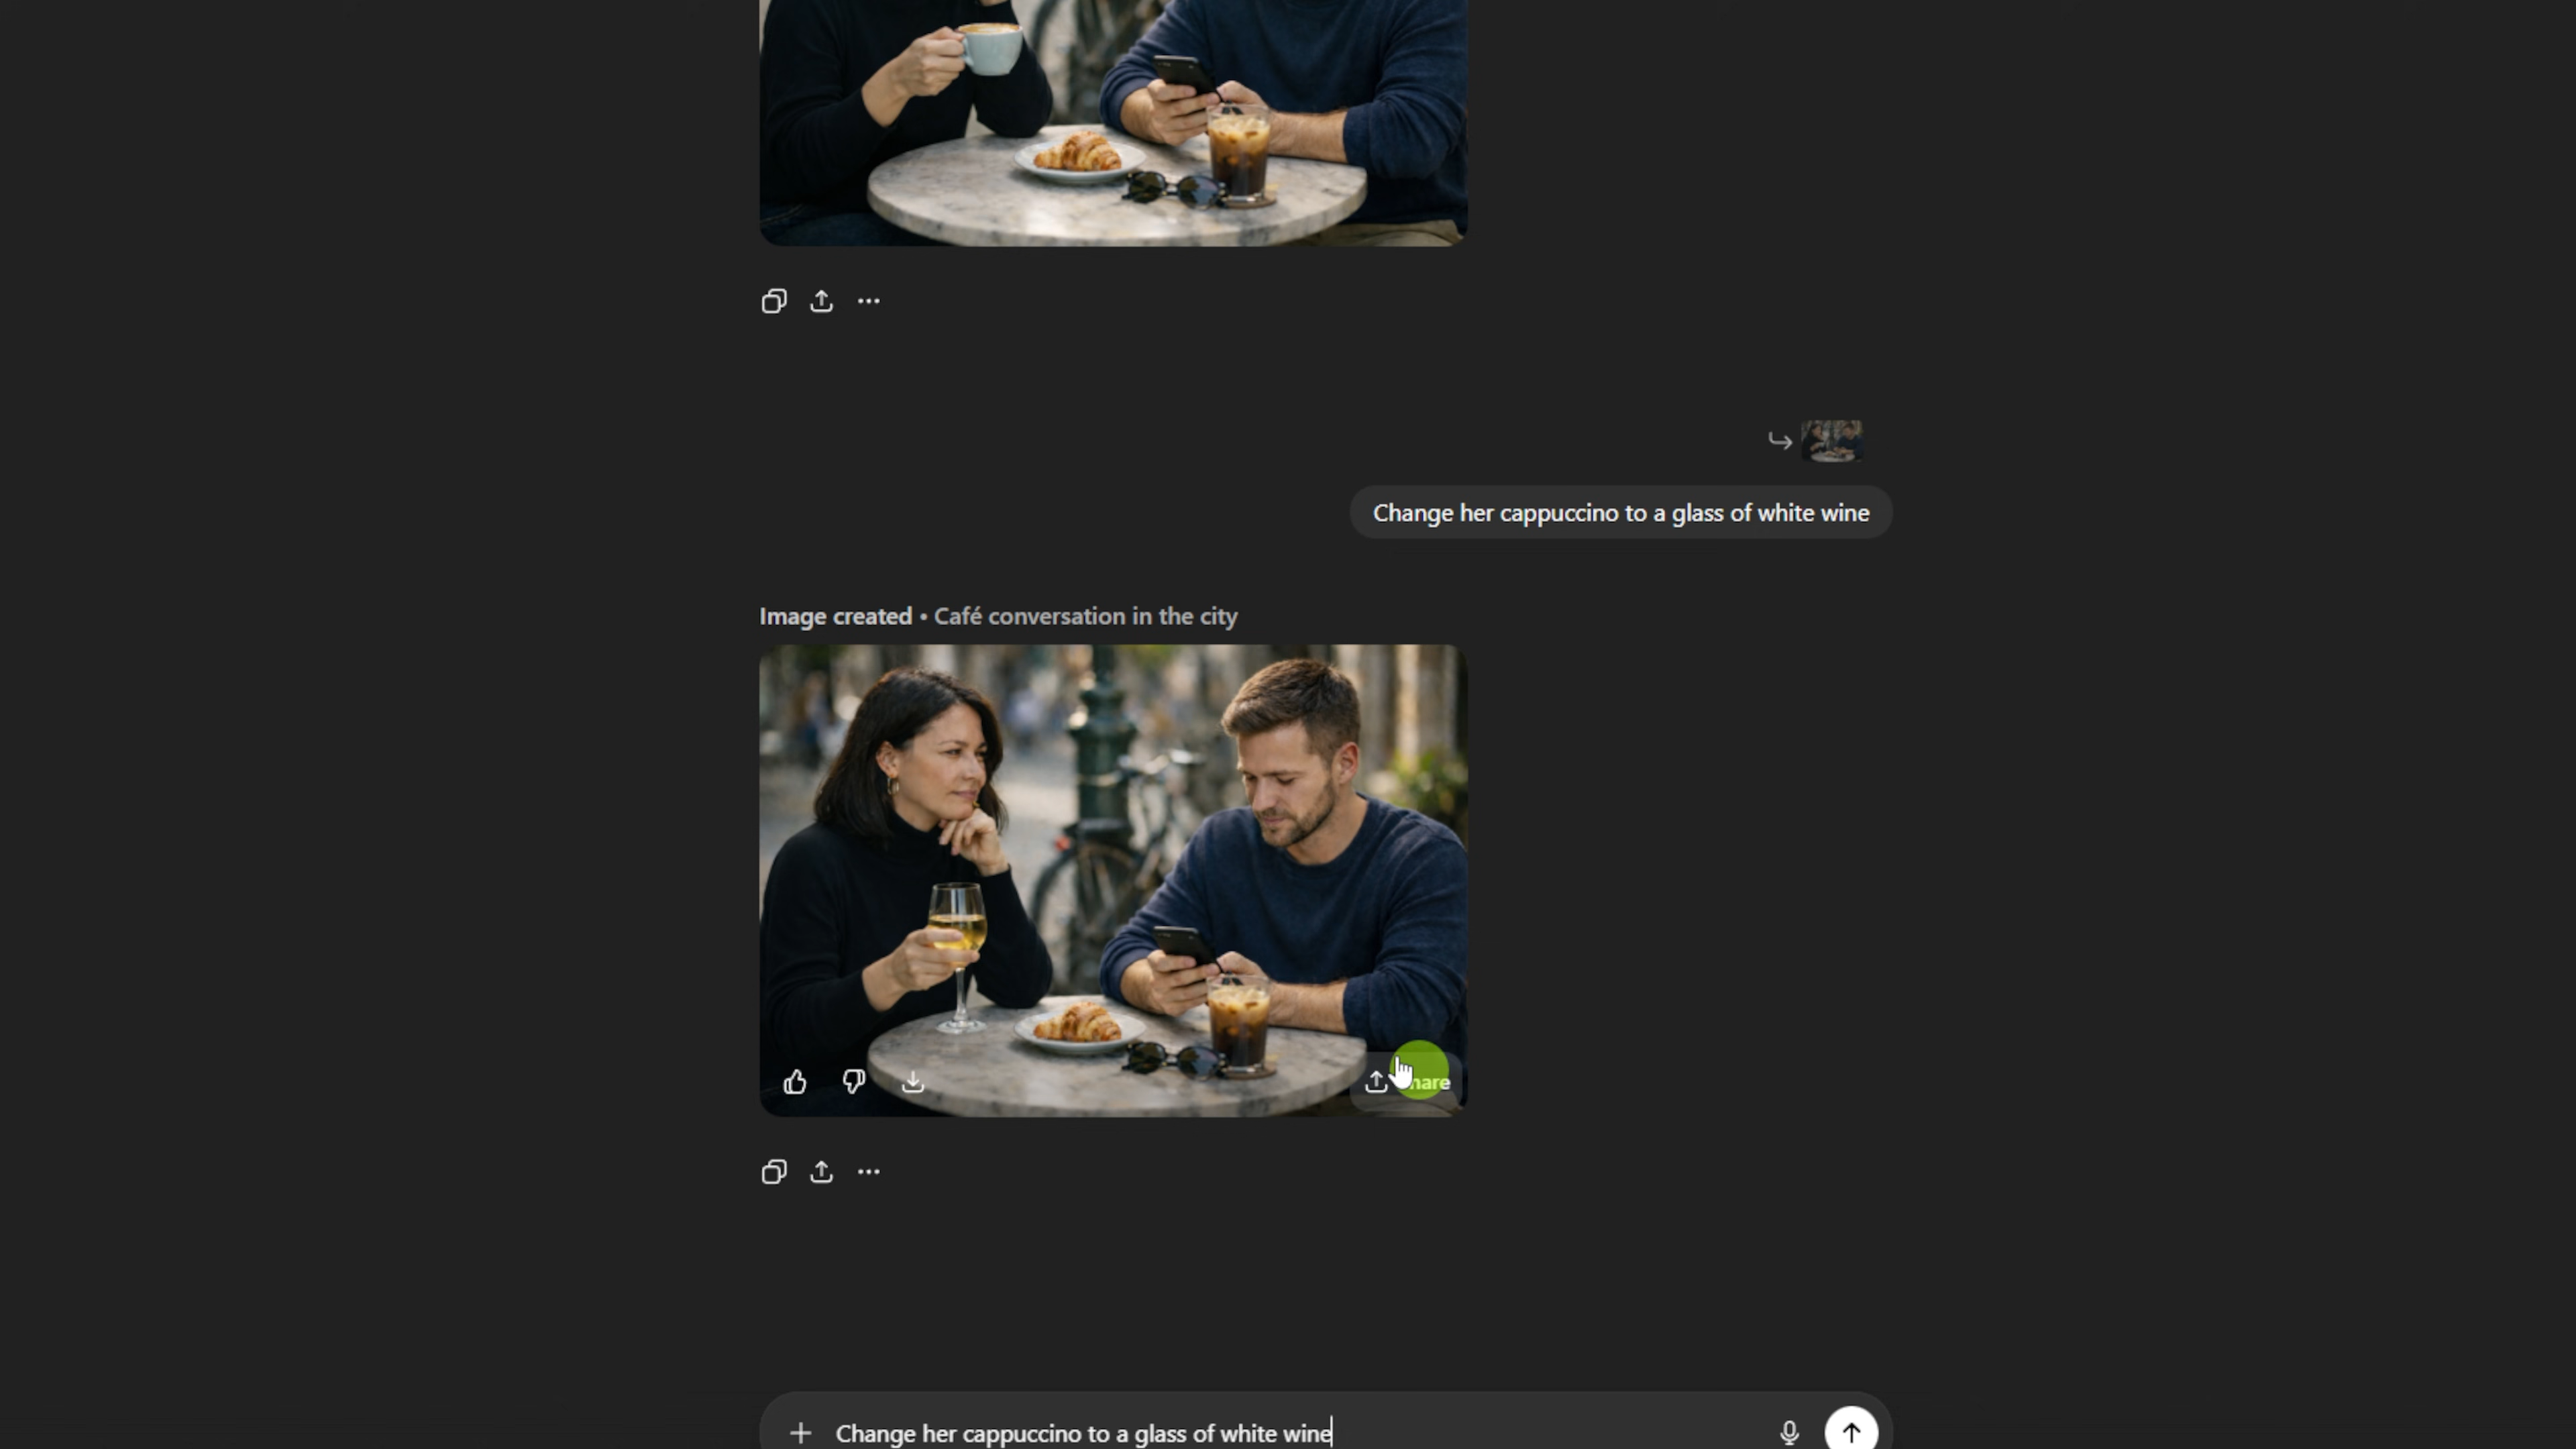 Change her cappuccino to a glass of white wine
Image created • Café conversation in the city
Change her cappuccino to a glass of white wine